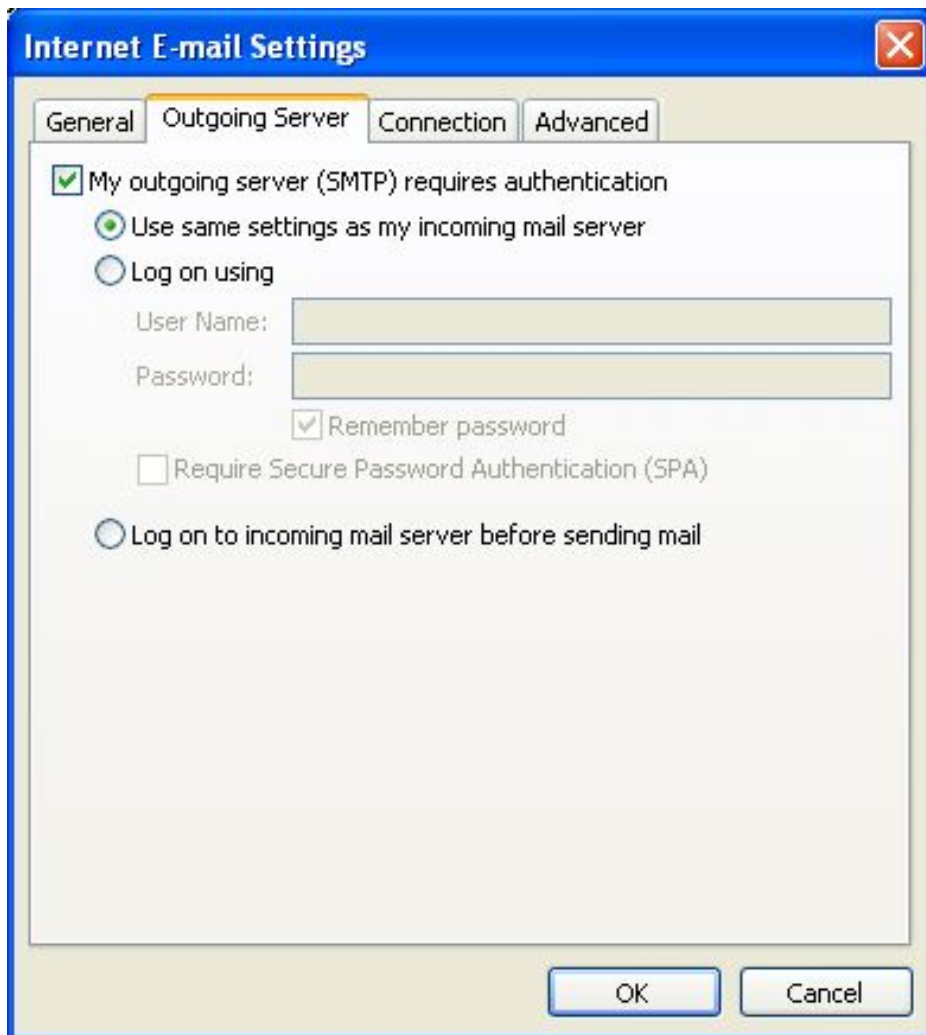 Internet E-mail Settings
General Outgoing Server Connection Advanced
My outgoing server (SMTP) requires authentication
Use same settings as my incoming mail server
Log on using
User Name:
Password:
Remember password
Require Secure Password Authentication (SPA)
Log on to incoming mail server before sending mail
OK Cancel